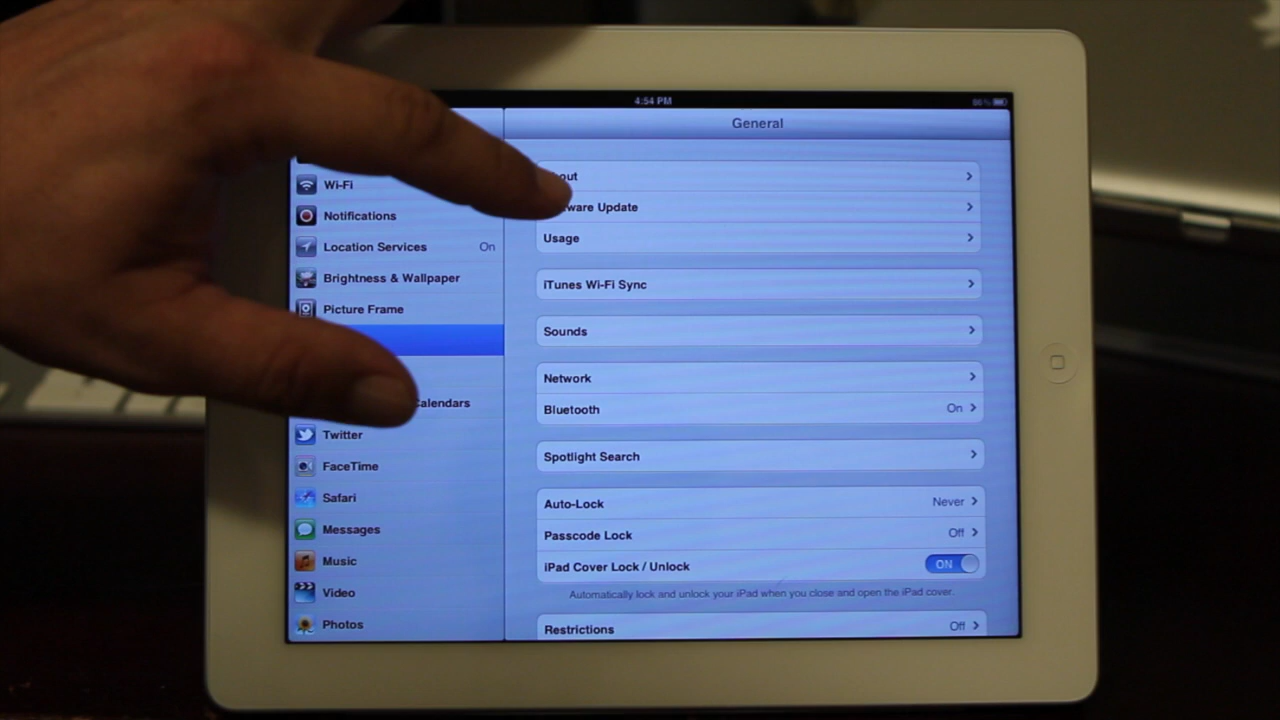 4:54 PM
86%
General
Wi-Fi
Notifications
Location Services On
Brightness & Wallpaper
Picture Frame
Calendars
Twitter
FaceTime
Safari
Messages
Music
Video
Photos
out
ware Update
Usage
iTunes Wi-Fi Sync
Sounds
Network
Bluetooth On
Spotlight Search
Auto-Lock Never
Passcode Lock Off
iPad Cover Lock / Unlock ON
Automatically lock and unlock your iPad when you close and open the iPad cover.
Restrictions Off